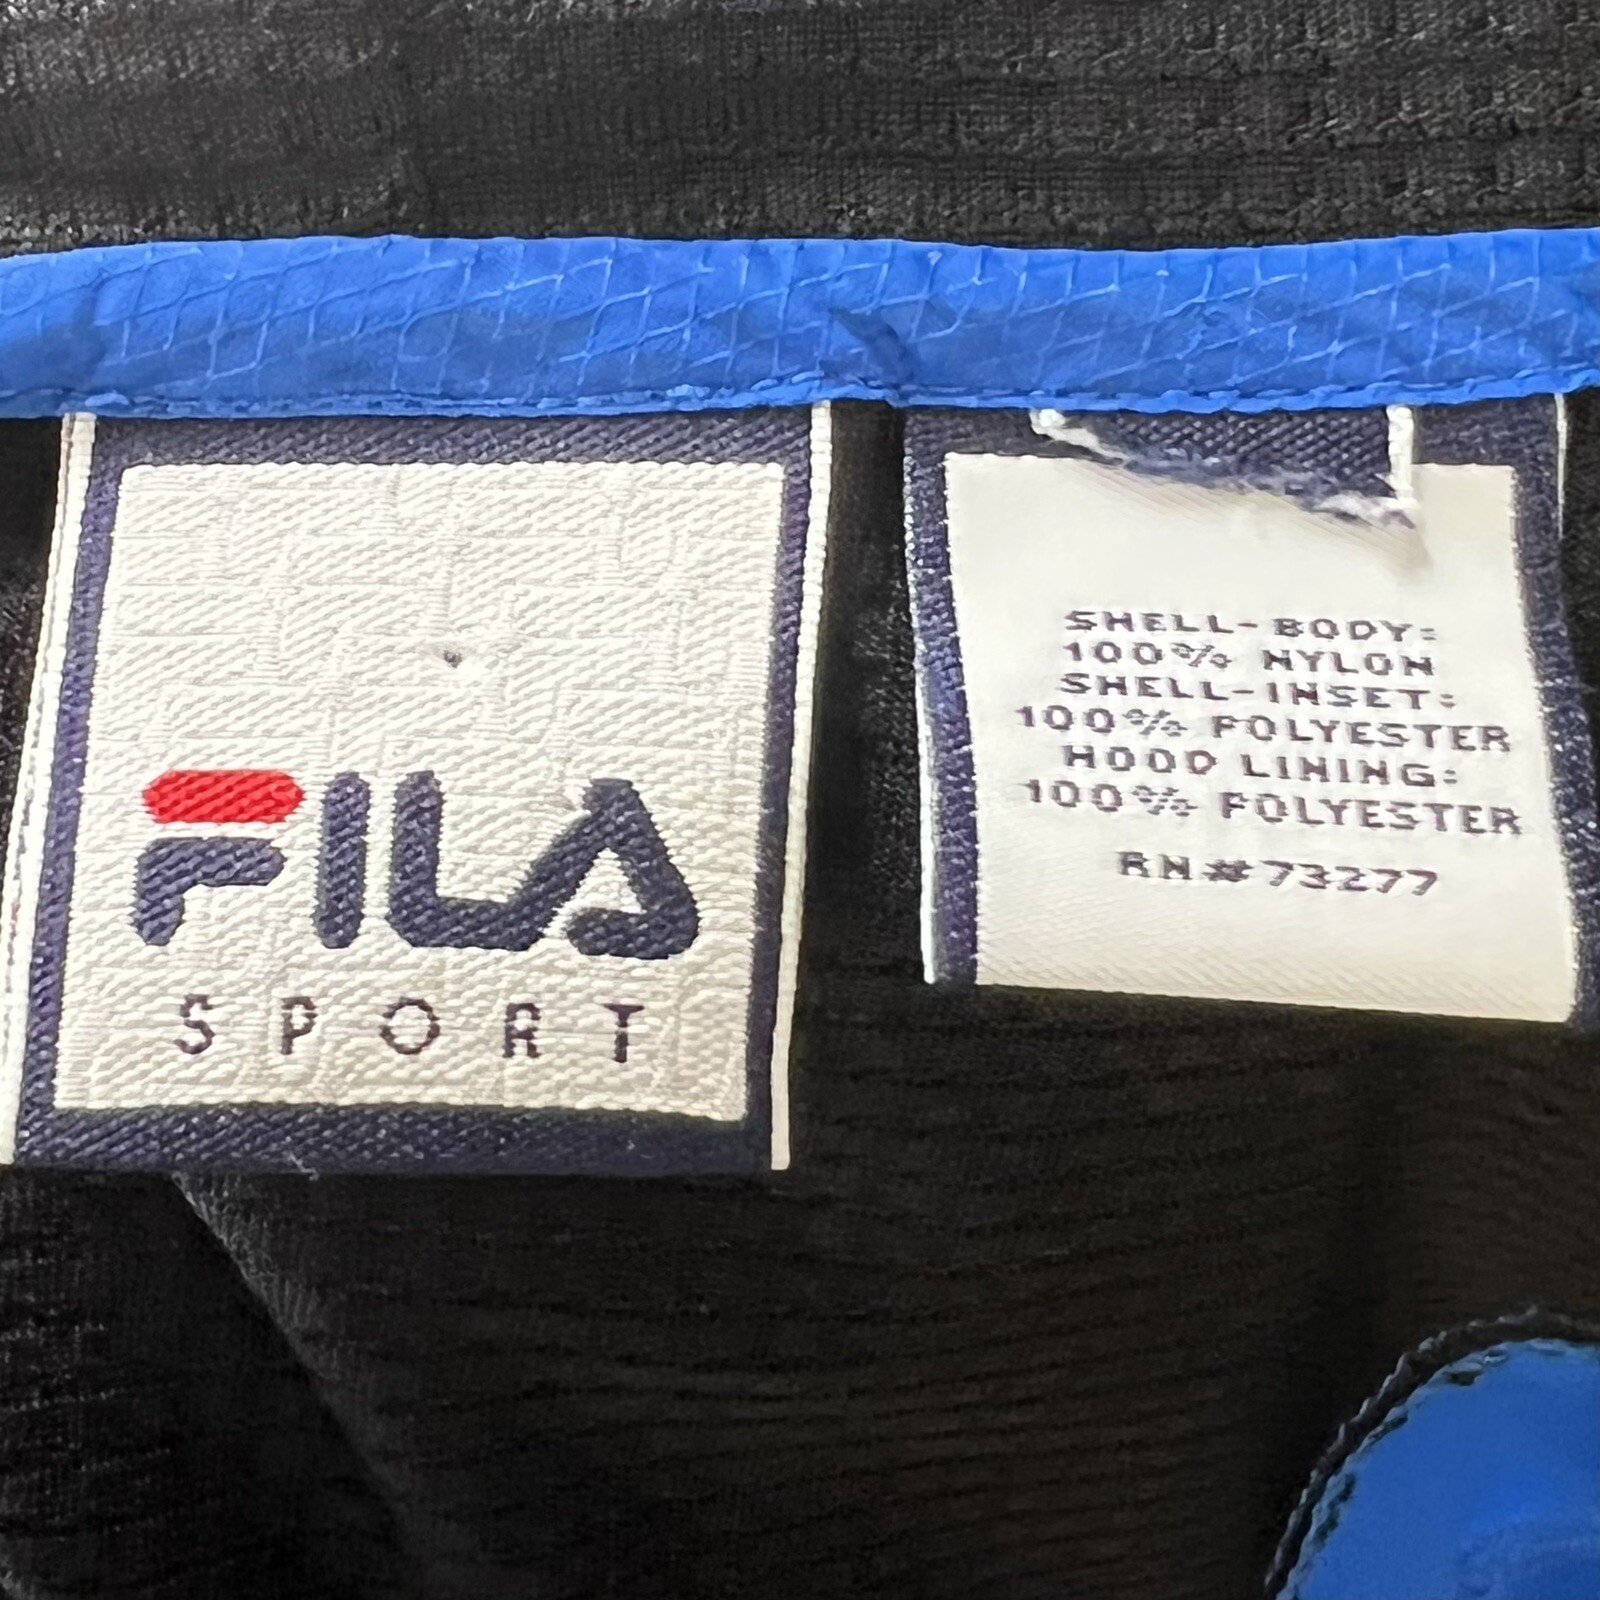 FILA
SPORT
SHELL-BODY:
100% NYLON
SHELL-INSET:
100% POLYESTER
HOOD LINING:
100% POLYESTER
RN#73277